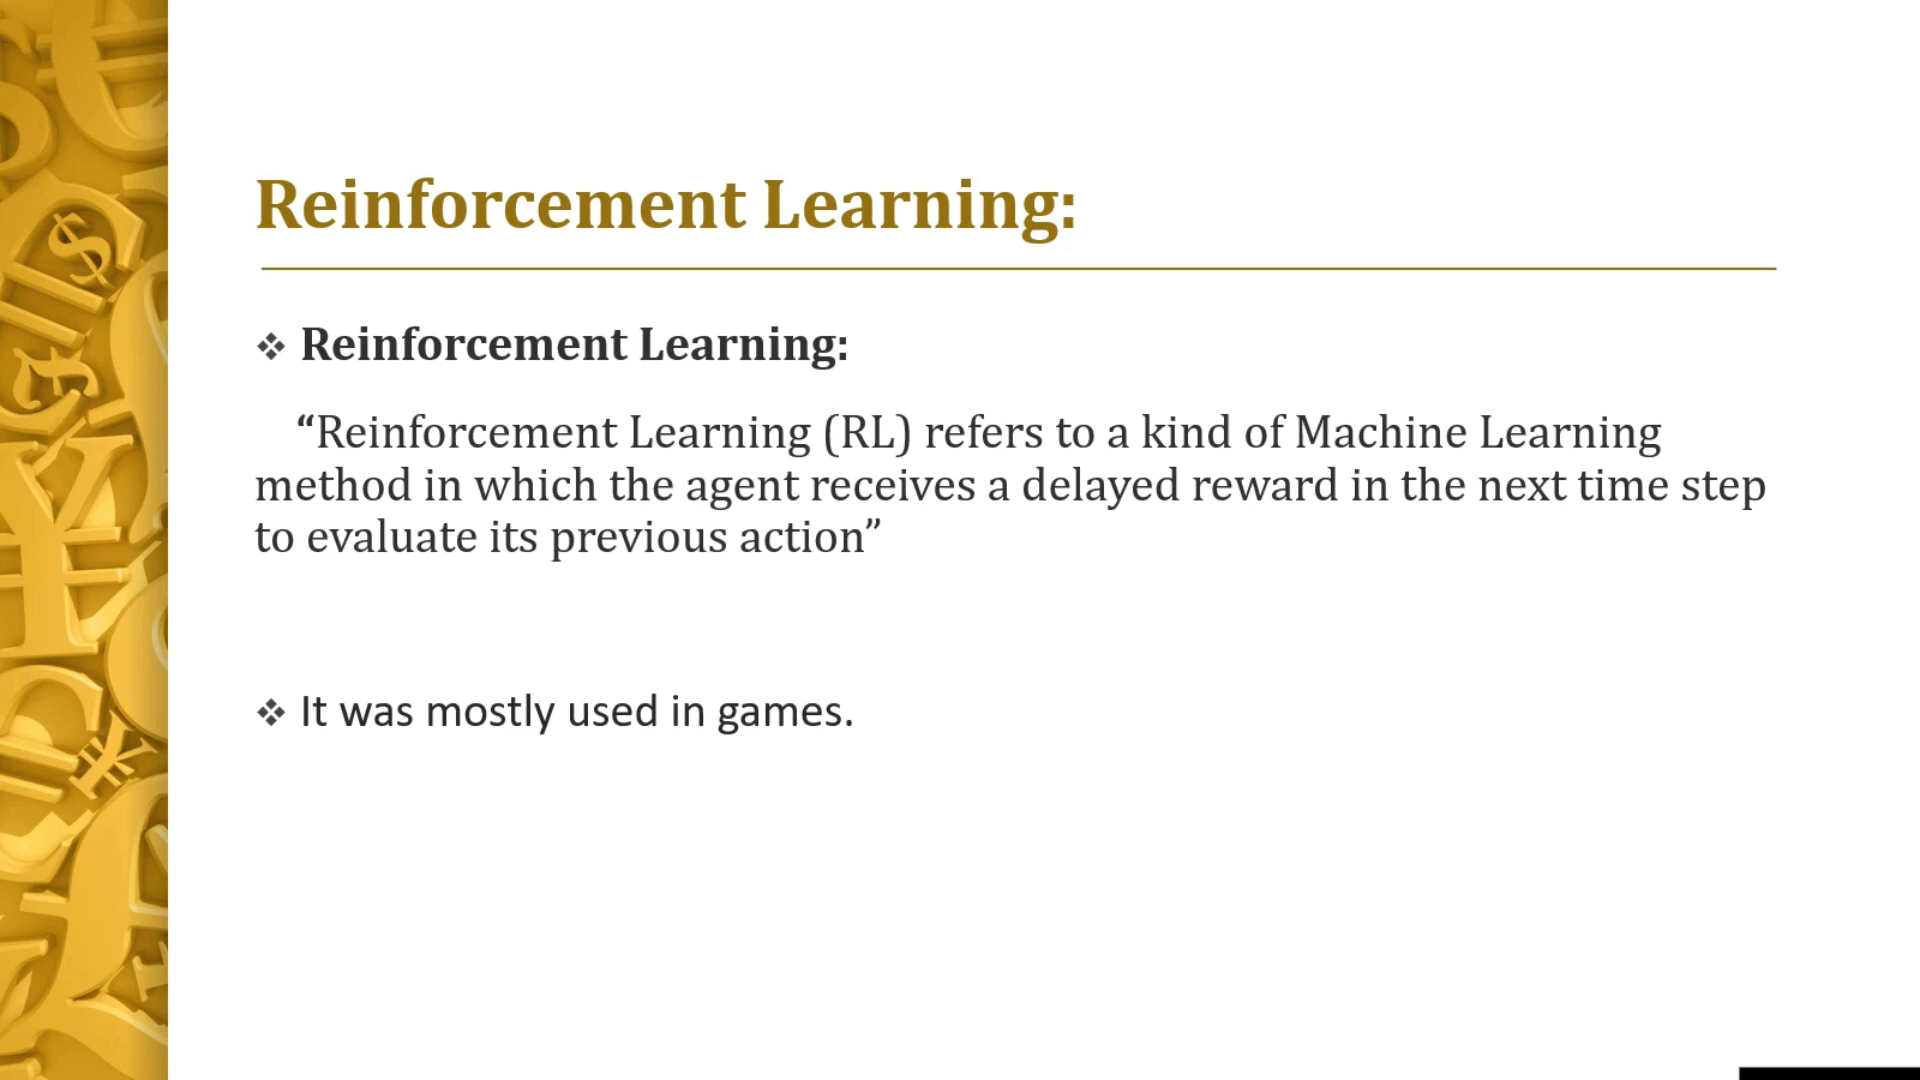 Reinforcement Learning:
❖ Reinforcement Learning:
“Reinforcement Learning (RL) refers to a kind of Machine Learning
method in which the agent receives a delayed reward in the next time step
to evaluate its previous action”
❖ It was mostly used in games.